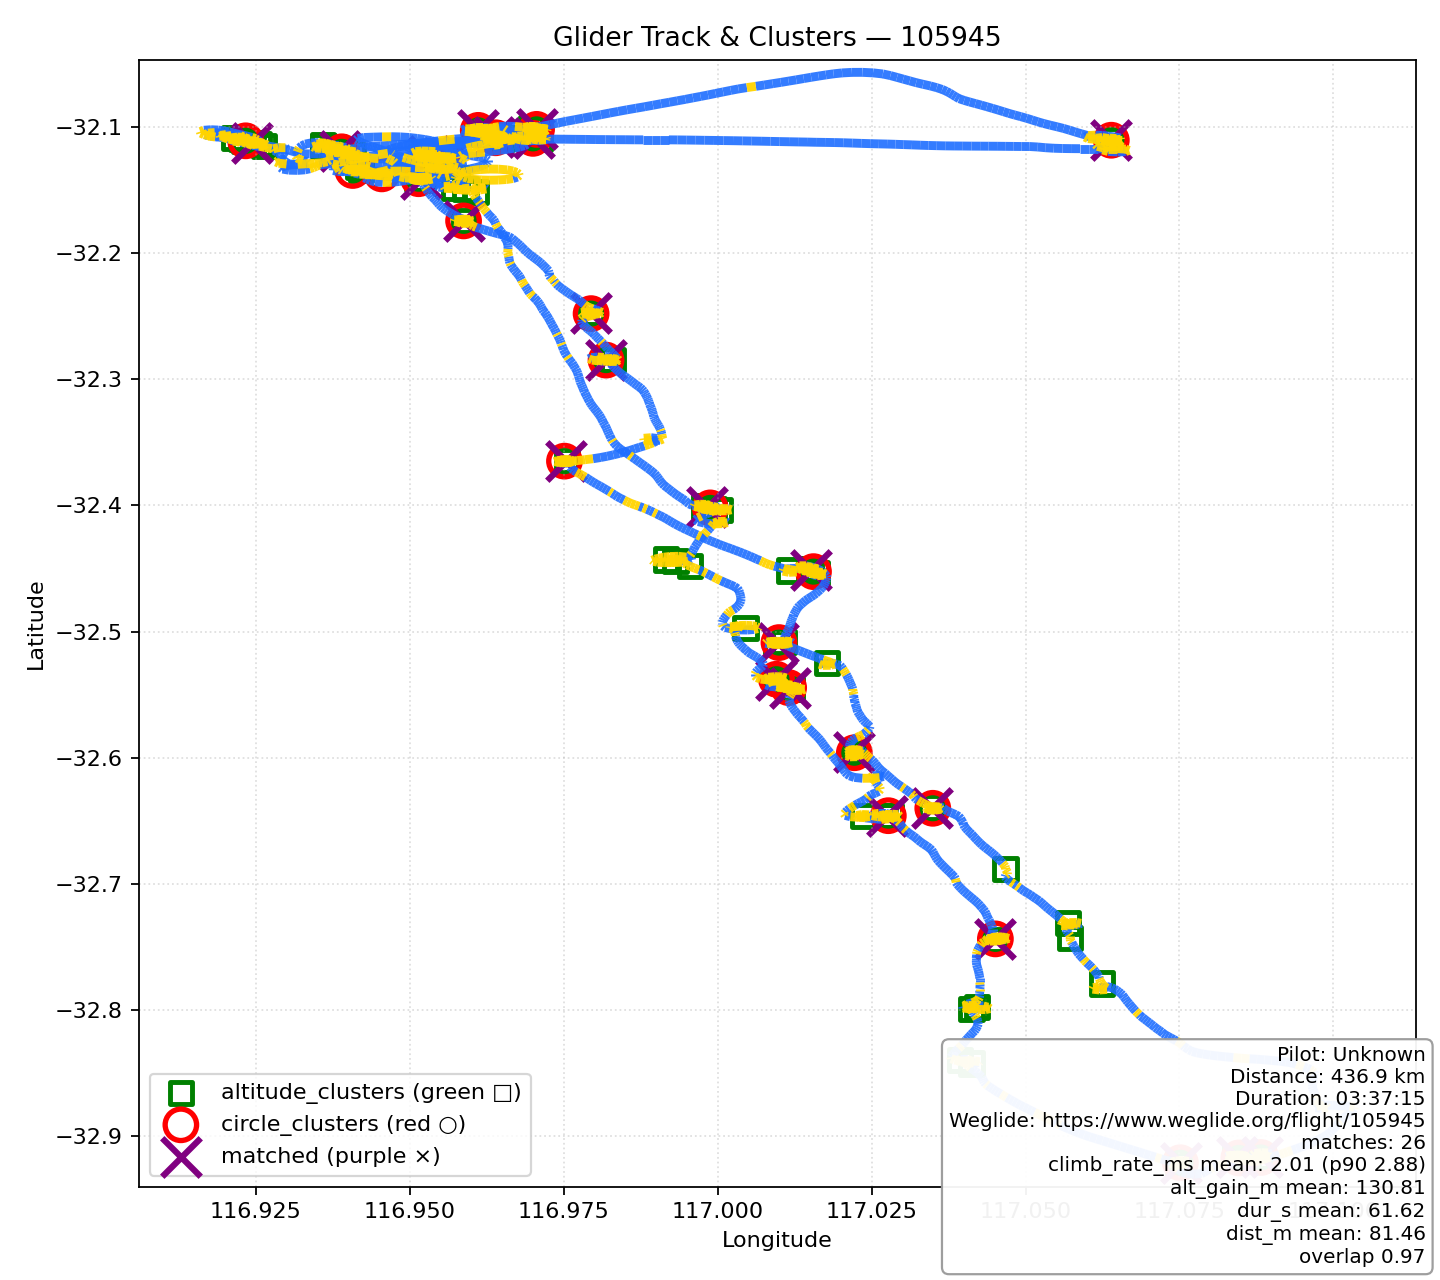 Glider Track & Clusters — 105945
Latitude
−32.1
−32.2
−32.3
−32.4
−32.5
−32.6
−32.7
−32.8
−32.9
altitude_clusters (green □)
circle_clusters (red ○)
matched (purple ×)
Pilot: Unknown
Distance: 436.9 km
Duration: 03:37:15
Weglide: https://www.weglide.org/flight/105945
matches: 26
climb_rate_ms mean: 2.01 (p90 2.88)
alt_gain_m mean: 130.81
dur_s mean: 61.62
dist_m mean: 81.46
overlap 0.97
116.925 116.950 116.975 117.000 117.025 117.050 117.075
Longitude